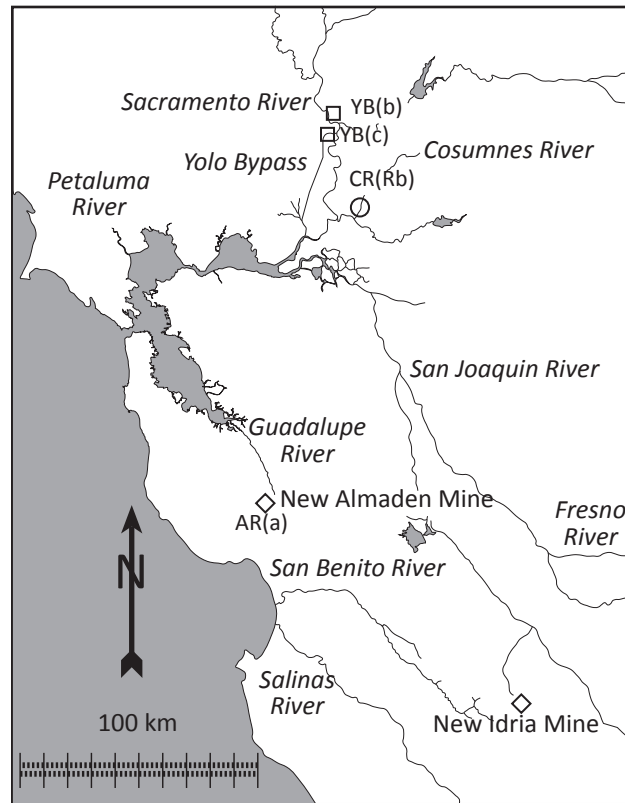 Sacramento River
YB(b)
YB(c)
Cosumnes River
Yolo Bypass
Petaluma
River
CR(Rb)
San Joaquin River
Guadalupe
River
New Almaden Mine
AR(a)
Fresno
River
San Benito River
N
Salinas
River
New Idria Mine
100 km